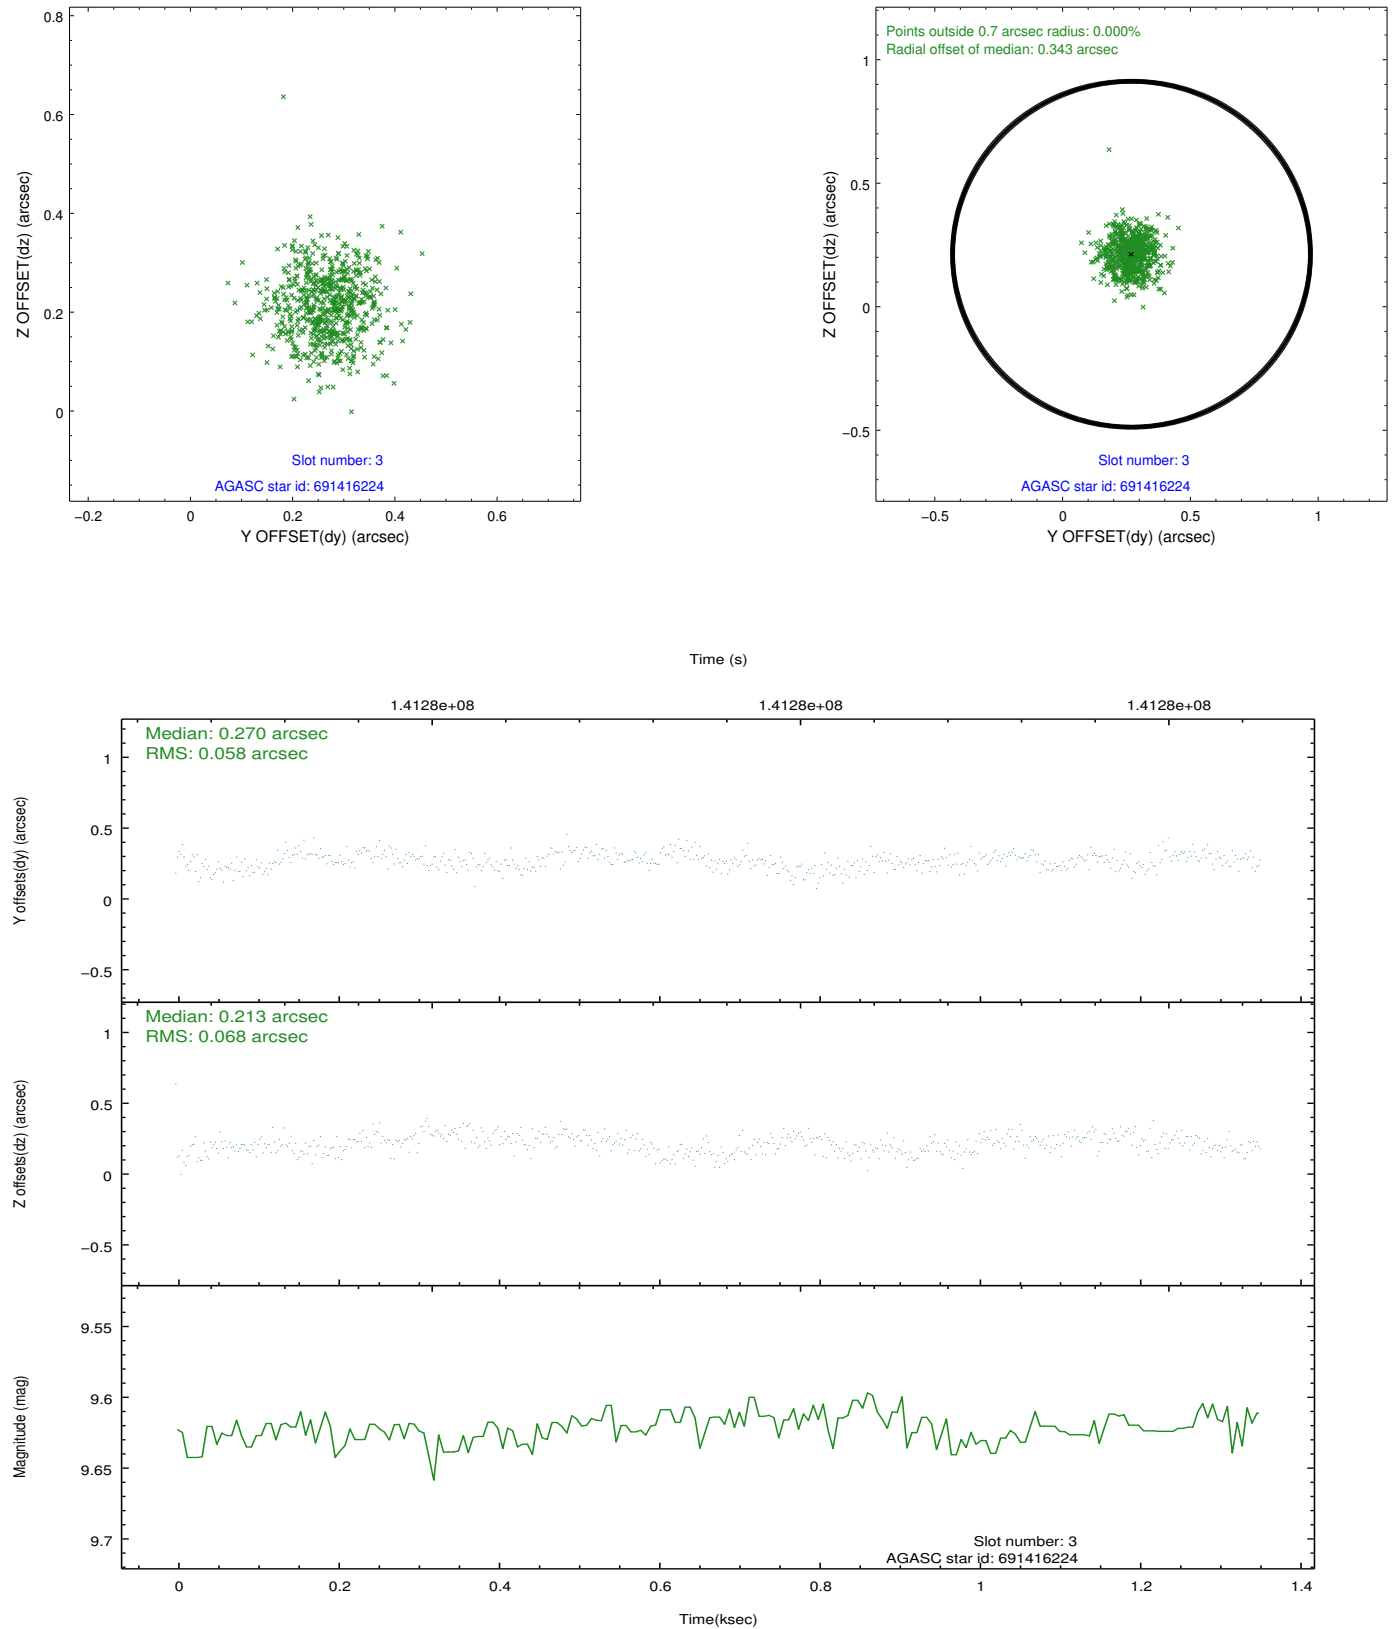 0.8
0.6
0.4
0.2
0
Z OFFSET(dz) (arcsec)
Slot number: 3
AGASC star id: 691416224
−0.2 0 0.2 0.4 0.6
Y OFFSET(dy) (arcsec)
Points outside 0.7 arcsec radius: 0.000%
Radial offset of median: 0.343 arcsec
1
0.5
0
−0.5
Z OFFSET(dz) (arcsec)
Slot number: 3
AGASC star id: 691416224
−0.5 0 0.5 1
Y OFFSET(dy) (arcsec)
Time (s)
1.4128e+08 1.4128e+08 1.4128e+08
Median: 0.270 arcsec
RMS: 0.058 arcsec
1
0.5
0
−0.5
Y offsets(dy) (arcsec)
Median: 0.213 arcsec
RMS: 0.068 arcsec
1
0.5
0
−0.5
Z offsets(dz) (arcsec)
9.55
9.6
9.65
9.7
Magnitude (mag)
Slot number: 3
AGASC star id: 691416224
0 0.2 0.4 0.6 0.8 1 1.2 1.4
Time(ksec)